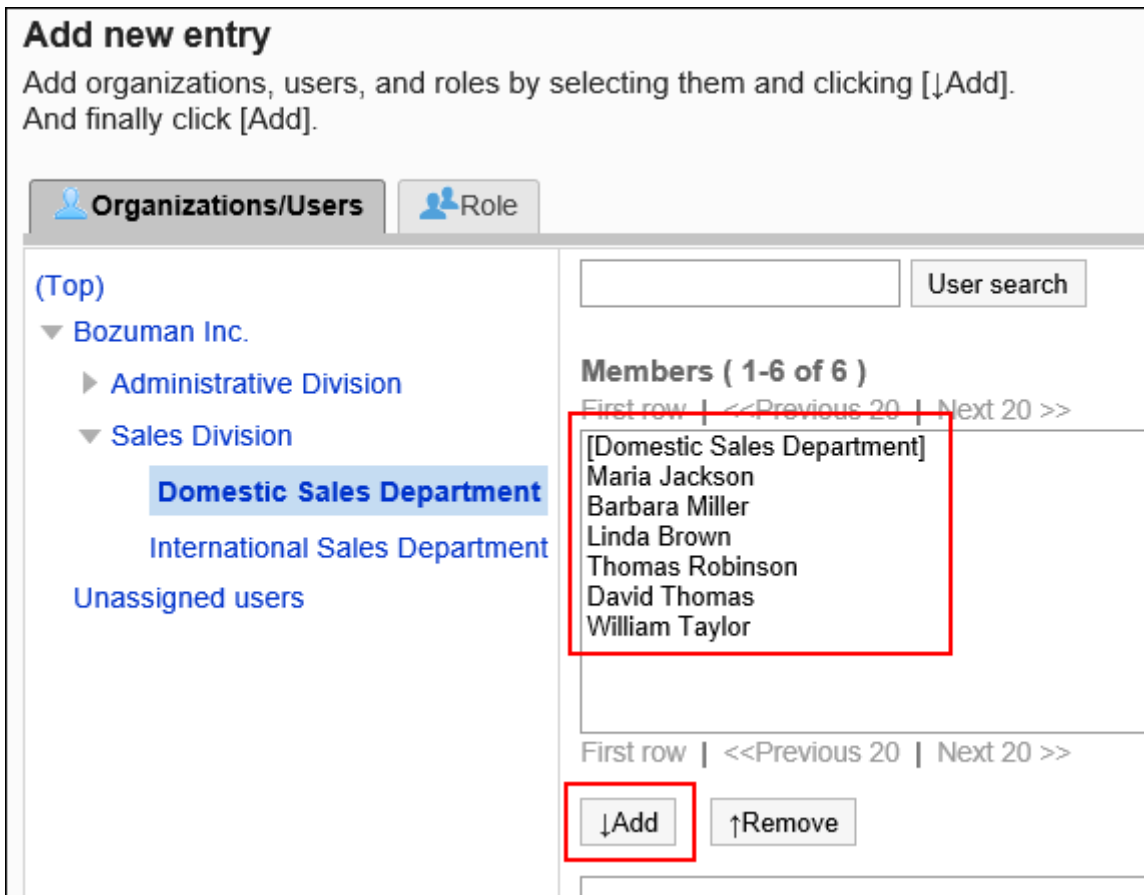 Add new entry
Add organizations, users, and roles by selecting them and clicking [↓Add].
And finally click [Add].
Organizations/Users
Role
(Top)
Bozuman Inc.
Administrative Division
Sales Division
Domestic Sales Department
International Sales Department
Unassigned users
User search
Members ( 1-6 of 6 )
First row | <<Previous 20 | Next 20 >>
[Domestic Sales Department]
Maria Jackson
Barbara Miller
Linda Brown
Thomas Robinson
David Thomas
William Taylor
First row | <<Previous 20 | Next 20 >>
↓Add ↑Remove